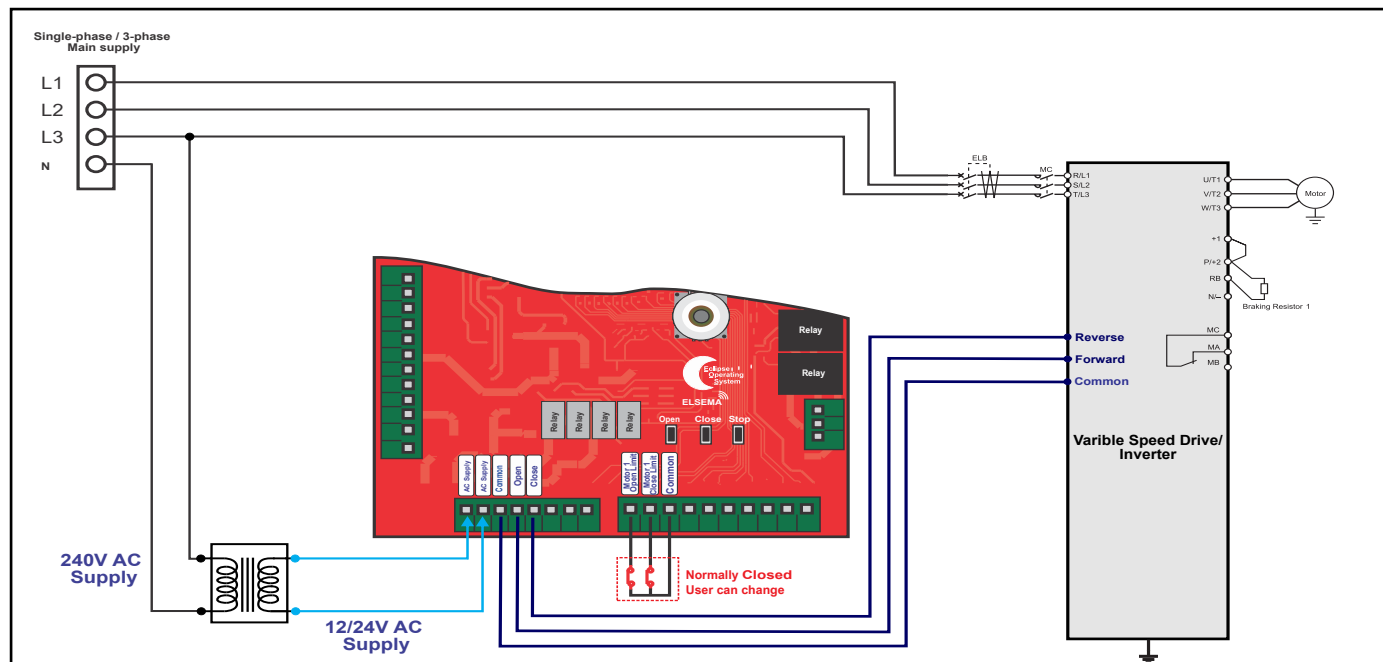 Single-phase / 3-phase
Main supply
L1
L2
L3
N
ELB
MC
R/L1
S/L2
T/L3
U/T1
V/T2
W/T3
Motor
+1
P/+2
RB
N/–
Braking Resistor 1
MC
MA
MB
Reverse
Forward
Common
Varible Speed Drive/
Inverter
Relay
Relay
Eclipse
Operating
System
ELSEMA
Relay
Relay
Relay
Relay
Open
Close
Stop
AC Supply
AC Supply
Common
Open
Close
Motor 1
Open Limit
Motor 1
Close Limit
Common
240V AC
Supply
12/24V AC
Supply
Normally Closed
User can change